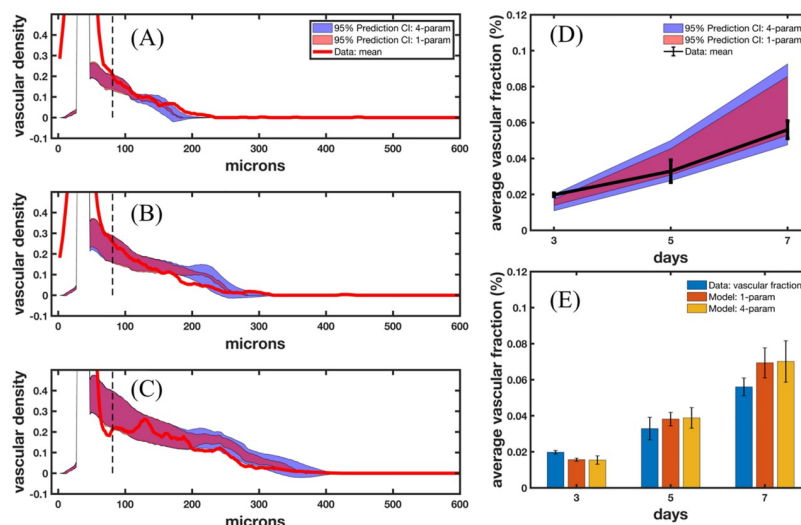 (A)
95% Prediction CI: 4-param
95% Prediction CI: 1-param
Data: mean
vascular density
0.4
0.3
0.2
0.1
0
-0.1
0 100 200 300 400 500 600
microns
(B)
vascular density
0.4
0.3
0.2
0.1
0
-0.1
0 100 200 300 400 500 600
microns
(C)
vascular density
0.4
0.3
0.2
0.1
0
-0.1
0 100 200 300 400 500 600
microns
(D)
95% Prediction CI: 4-param
95% Prediction CI: 1-param
Data: mean
average vascular fraction (%)
0.12
0.1
0.08
0.06
0.04
0.02
0
3 5 7
days
(E)
Data: vascular fraction
Model: 1-param
Model: 4-param
average vascular fraction (%)
0.12
0.1
0.08
0.06
0.04
0.02
0
3 5 7
days